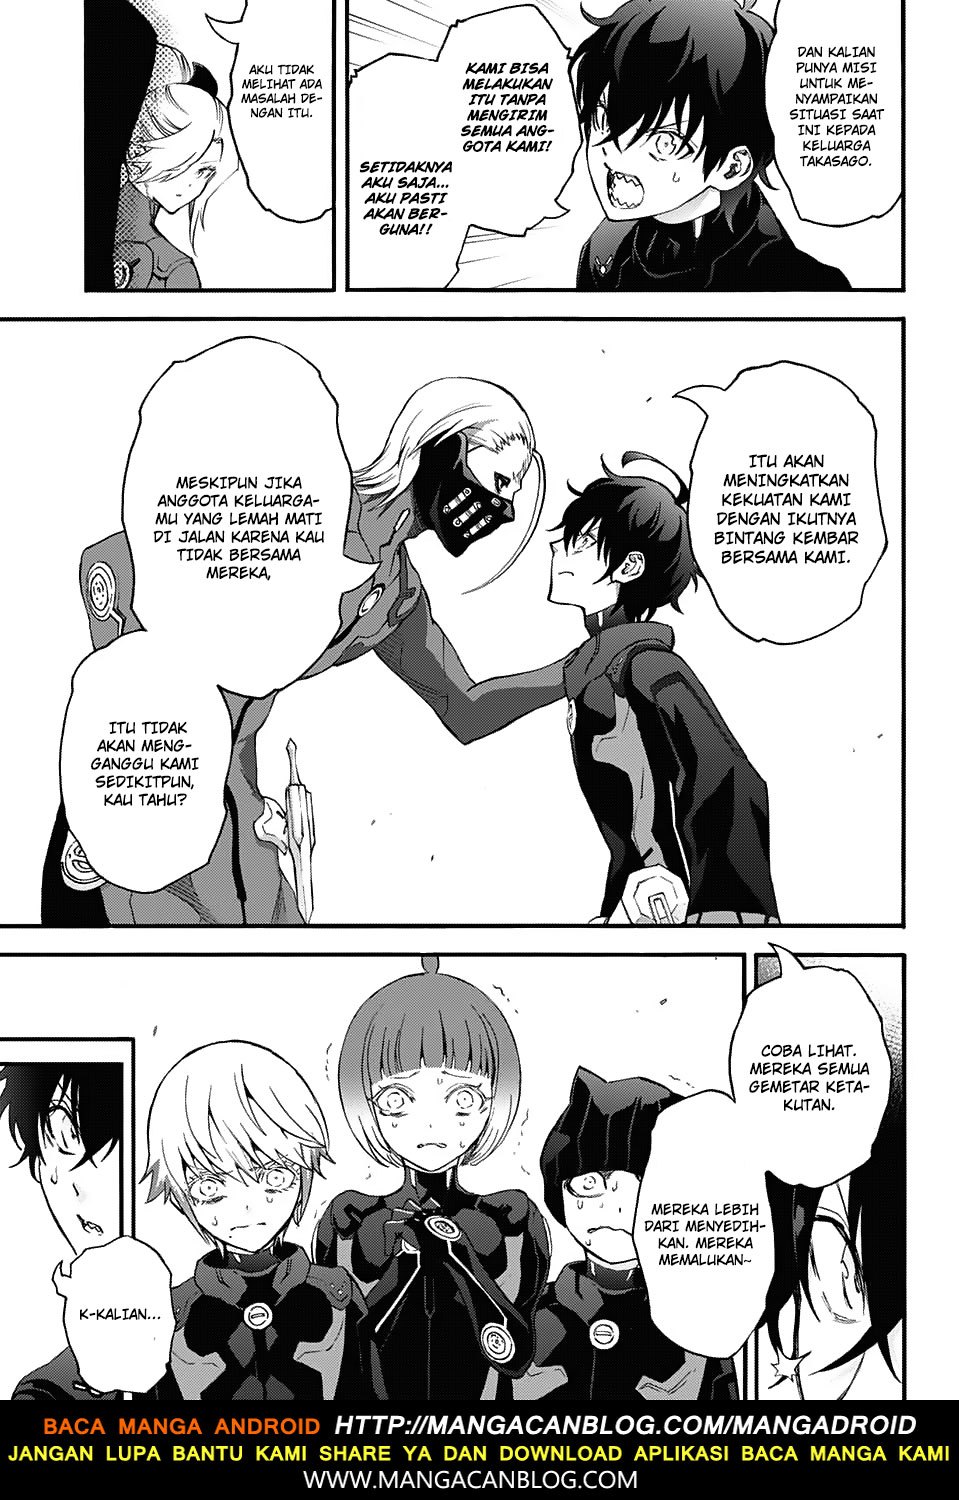 DAN KALIAN
PUNYA MISI
UNTUK ME-
NYAMPAIKAN
SITUASI SAAT
INI KEPADA
KELUARGA
TAKASAGO.
KAMI BISA
MELAKUKAN
ITU TANPA
MENGIRIM
SEMUA ANG-
GOTA KAMI!
SETIDAKNYA
AKU SAJA...
AKU PASTI
AKAN BER-
GUNA!!
AKU TIDAK
MELIHAT ADA
MASALAH DE-
NGAN ITU.
ITU AKAN
MENINGKATKAN
KEKUATAN KAMI
DENGAN IKUTNYA
BINTANG KEMBAR
BERSAMA KAMI.
MESKIPUN JIKA
ANGGOTA KELUARGA-
MU YANG LEMAH MATI
DI JALAN KARENA KAU
TIDAK BERSAMA
MEREKA,
ITU TIDAK
AKAN MENG-
GANGGU KAMI
SEDIKITPUN,
KAU TAHU?
COBA LIHAT.
MEREKA SEMUA
GEMETAR KETA-
KUTAN.
MEREKA LEBIH
DARI MENYEDIH-
KAN. MEREKA
MEMALUKAN~
K-KALIAN...
BACA MANGA ANDROID HTTP://MANGACANBLOG.COM/MANGADROID
JANGAN LUPA BANTU KAMI SHARE YA DAN DOWNLOAD APLIKASI BACA MANGA KAMI
WWW.MANGACANBLOG.COM